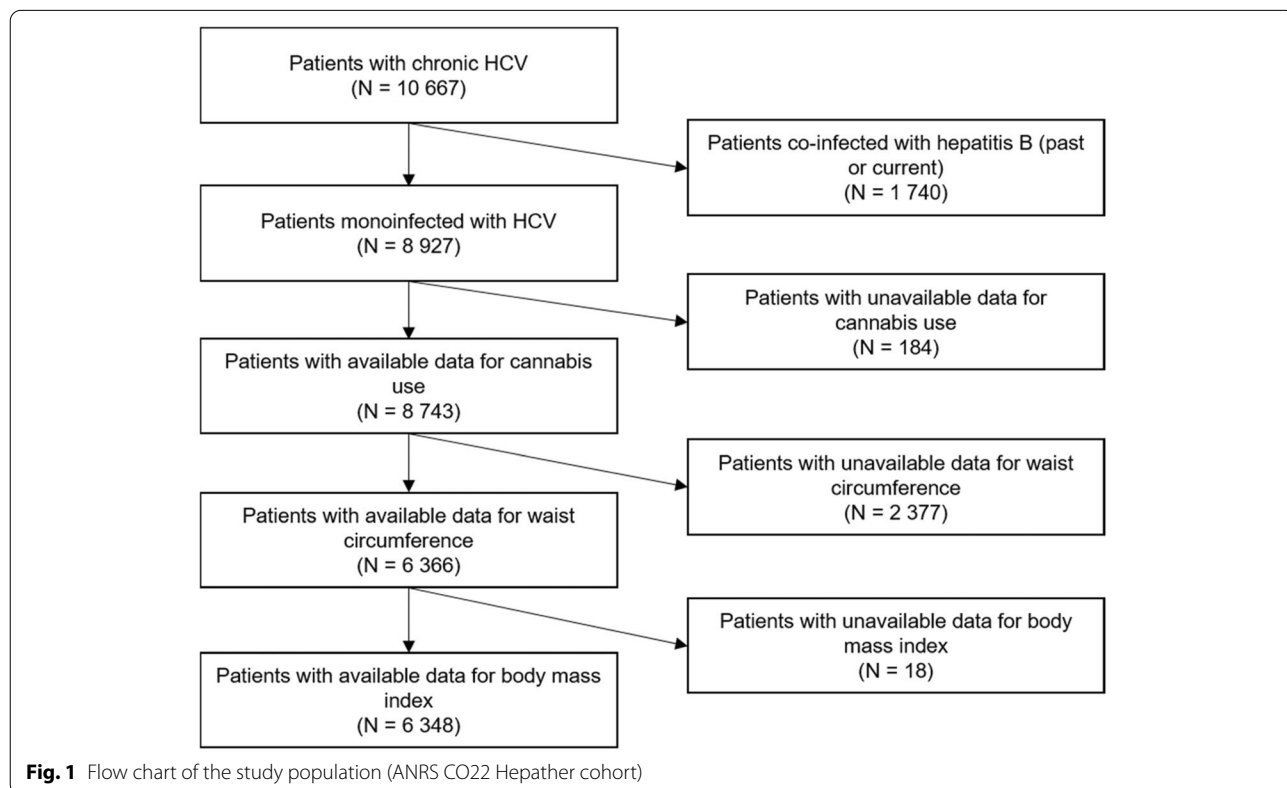 Patients with chronic HCV
(N = 10 667)
Patients co-infected with hepatitis B (past
or current)
(N = 1 740)
Patients monoinfected with HCV
(N = 8 927)
Patients with unavailable data for
cannabis use
(N = 184)
Patients with available data for cannabis
use
(N = 8 743)
Patients with unavailable data for waist
circumference
(N = 2 377)
Patients with available data for waist
circumference
(N = 6 366)
Patients with unavailable data for body
mass index
(N = 18)
Patients with available data for body mass
index
(N = 6 348)
Fig. 1 Flow chart of the study population (ANRS CO22 Hepather cohort)